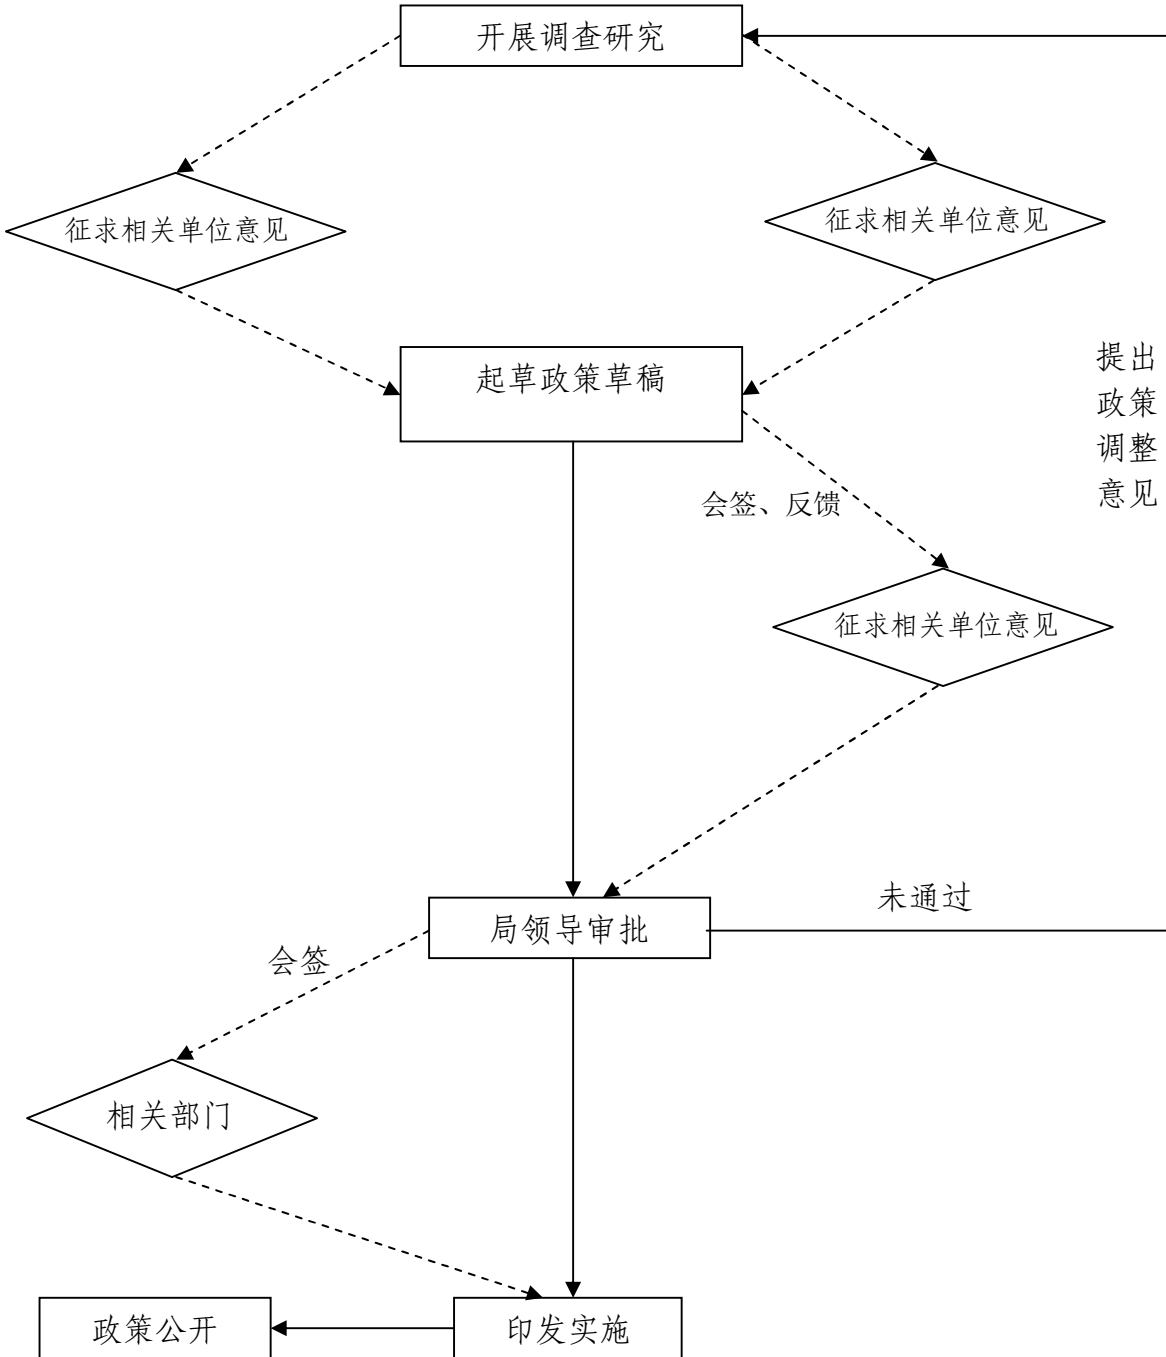 开展调查研究
征求相关单位意见
征求相关单位意见
起草政策草稿
提出
政策
调整
意见
会签、反馈
征求相关单位意见
未通过
局领导审批
会签
相关部门
政策公开
印发实施